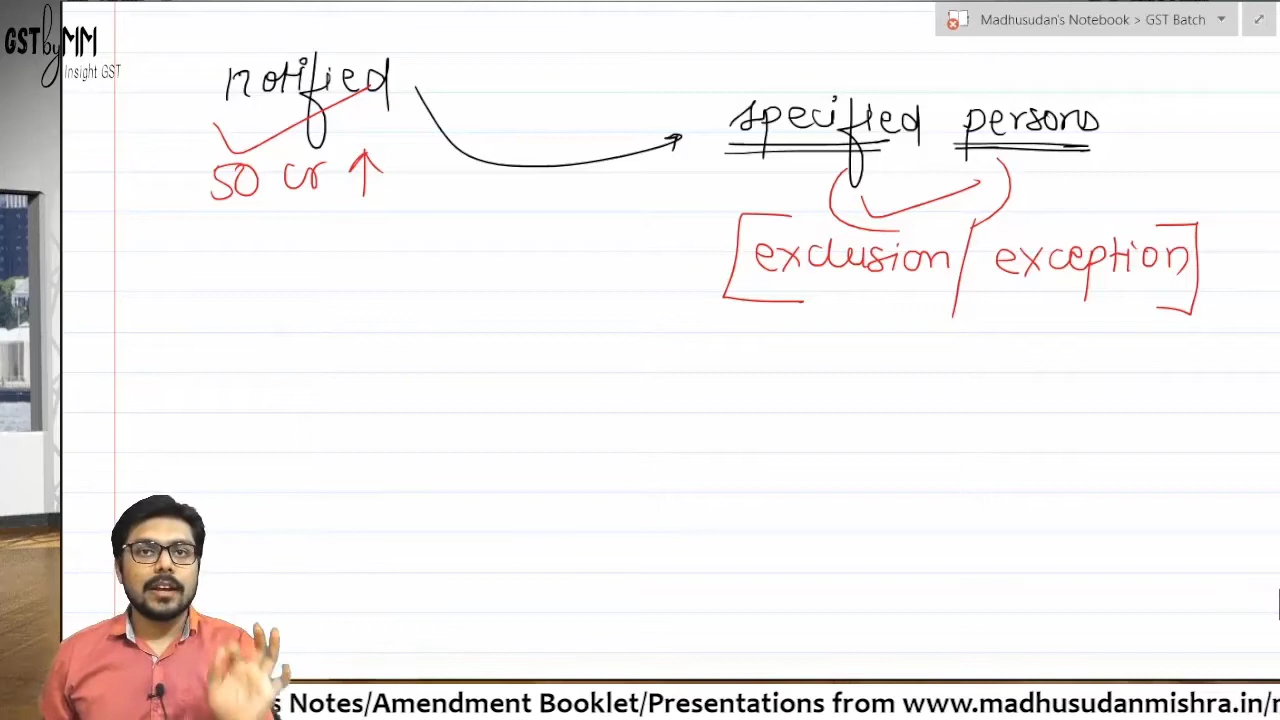 GST by MM
Insight GST
Madhusudan's Notebook > GST Batch
notified
50 cr ↑
specified persons
[exclusion / exception]
s Notes/Amendment Booklet/Presentations from www.madhusudanmishra.in/n